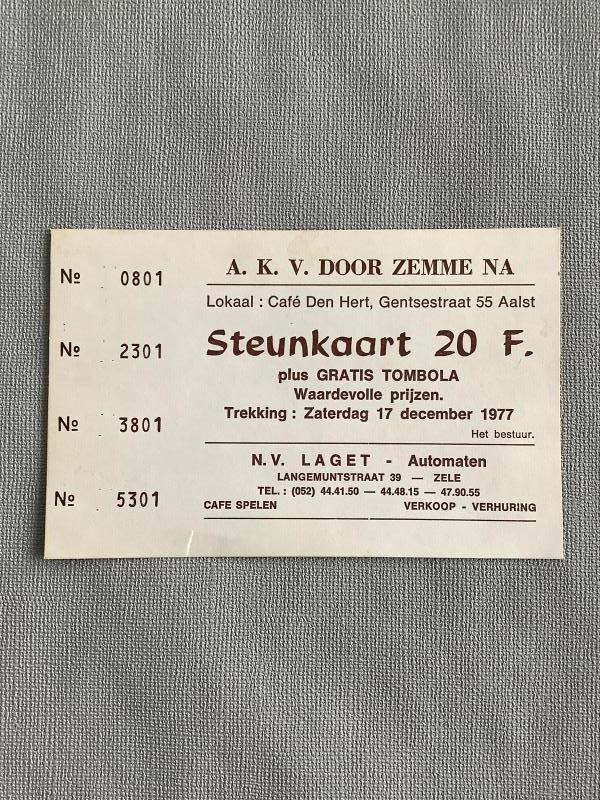 Nº 0801
Nº 2301
Nº 3801
Nº 5301
A. K. V. DOOR ZEMME NA
Lokaal : Café Den Hert, Gentsestraat 55 Aalst
Steunkaart 20 F.
plus GRATIS TOMBOLA
Waardevolle prijzen.
Trekking : Zaterdag 17 december 1977
Het bestuur.
N.V. LAGET - Automaten
LANGEMUNTSTRAAT 39 — ZELE
TEL. : (052) 44.41.50 — 44.48.15 — 47.90.55
CAFE SPELEN VERKOOP - VERHURING